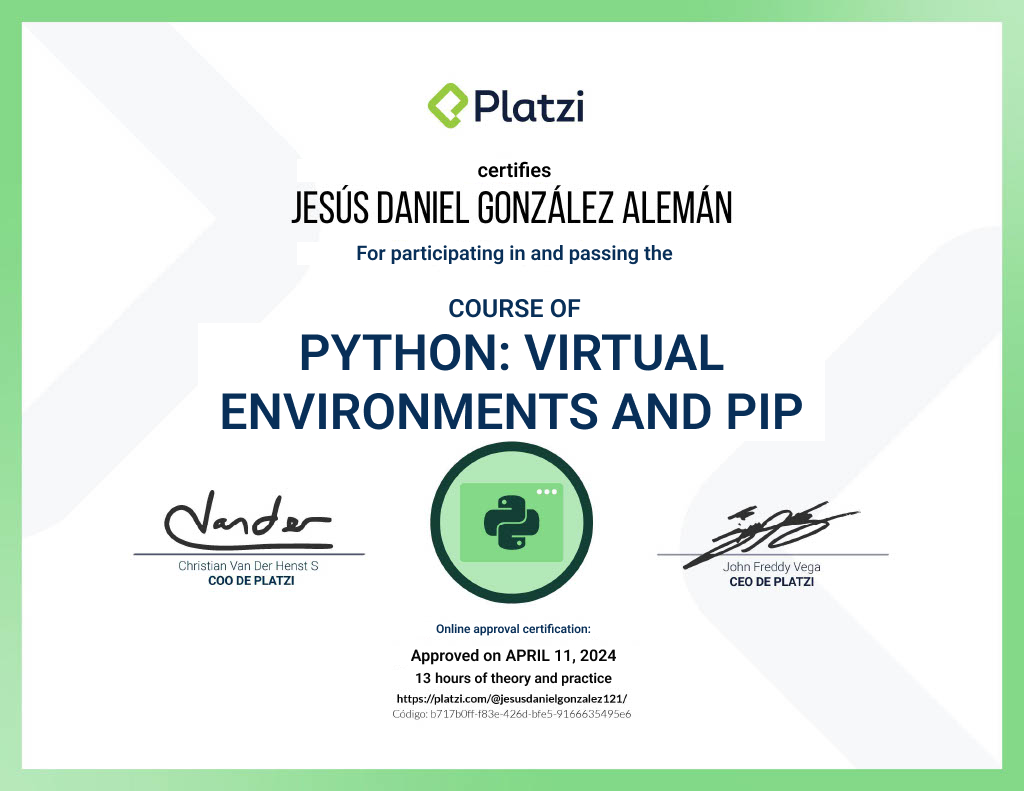 Platzi
certifies
JESÚS DANIEL GONZÁLEZ ALEMÁN
For participating in and passing the
COURSE OF
PYTHON: VIRTUAL
ENVIRONMENTS AND PIP
Vander
Christian Van Der Henst S
COO DE PLATZI
John Freddy Vega
CEO DE PLATZI
Online approval certification:
Approved on APRIL 11, 2024
13 hours of theory and practice
https://platzi.com/@jesusdanielgonzalez121/
Código: b717b0ff-f83e-426d-bfe5-9166635495e6